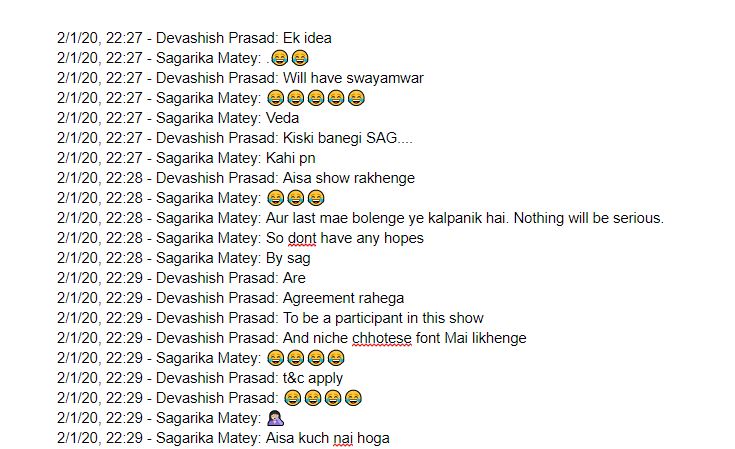 2/1/20, 22:27 - Devashish Prasad: Ek idea
2/1/20, 22:27 - Sagarika Matey: .😂😂
2/1/20, 22:27 - Devashish Prasad: Will have swayamwar
2/1/20, 22:27 - Sagarika Matey: 😂😂😂😂😂
2/1/20, 22:27 - Sagarika Matey: Veda
2/1/20, 22:27 - Devashish Prasad: Kiski banegi SAG....
2/1/20, 22:27 - Sagarika Matey: Kahi pn
2/1/20, 22:28 - Devashish Prasad: Aisa show rakhenge
2/1/20, 22:28 - Sagarika Matey: 😂😂😂
2/1/20, 22:28 - Sagarika Matey: Aur last mae bolenge ye kalpanik hai. Nothing will be serious.
2/1/20, 22:28 - Sagarika Matey: So dont have any hopes
2/1/20, 22:28 - Sagarika Matey: By sag
2/1/20, 22:29 - Devashish Prasad: Are
2/1/20, 22:29 - Devashish Prasad: Agreement rahega
2/1/20, 22:29 - Devashish Prasad: To be a participant in this show
2/1/20, 22:29 - Devashish Prasad: And niche chhotese font Mai likhenge
2/1/20, 22:29 - Sagarika Matey: 😂😂😂😂
2/1/20, 22:29 - Devashish Prasad: t&c apply
2/1/20, 22:29 - Devashish Prasad: 😂😂😂😂
2/1/20, 22:29 - Sagarika Matey: 🤦🏻‍♀️
2/1/20, 22:29 - Sagarika Matey: Aisa kuch nai hoga